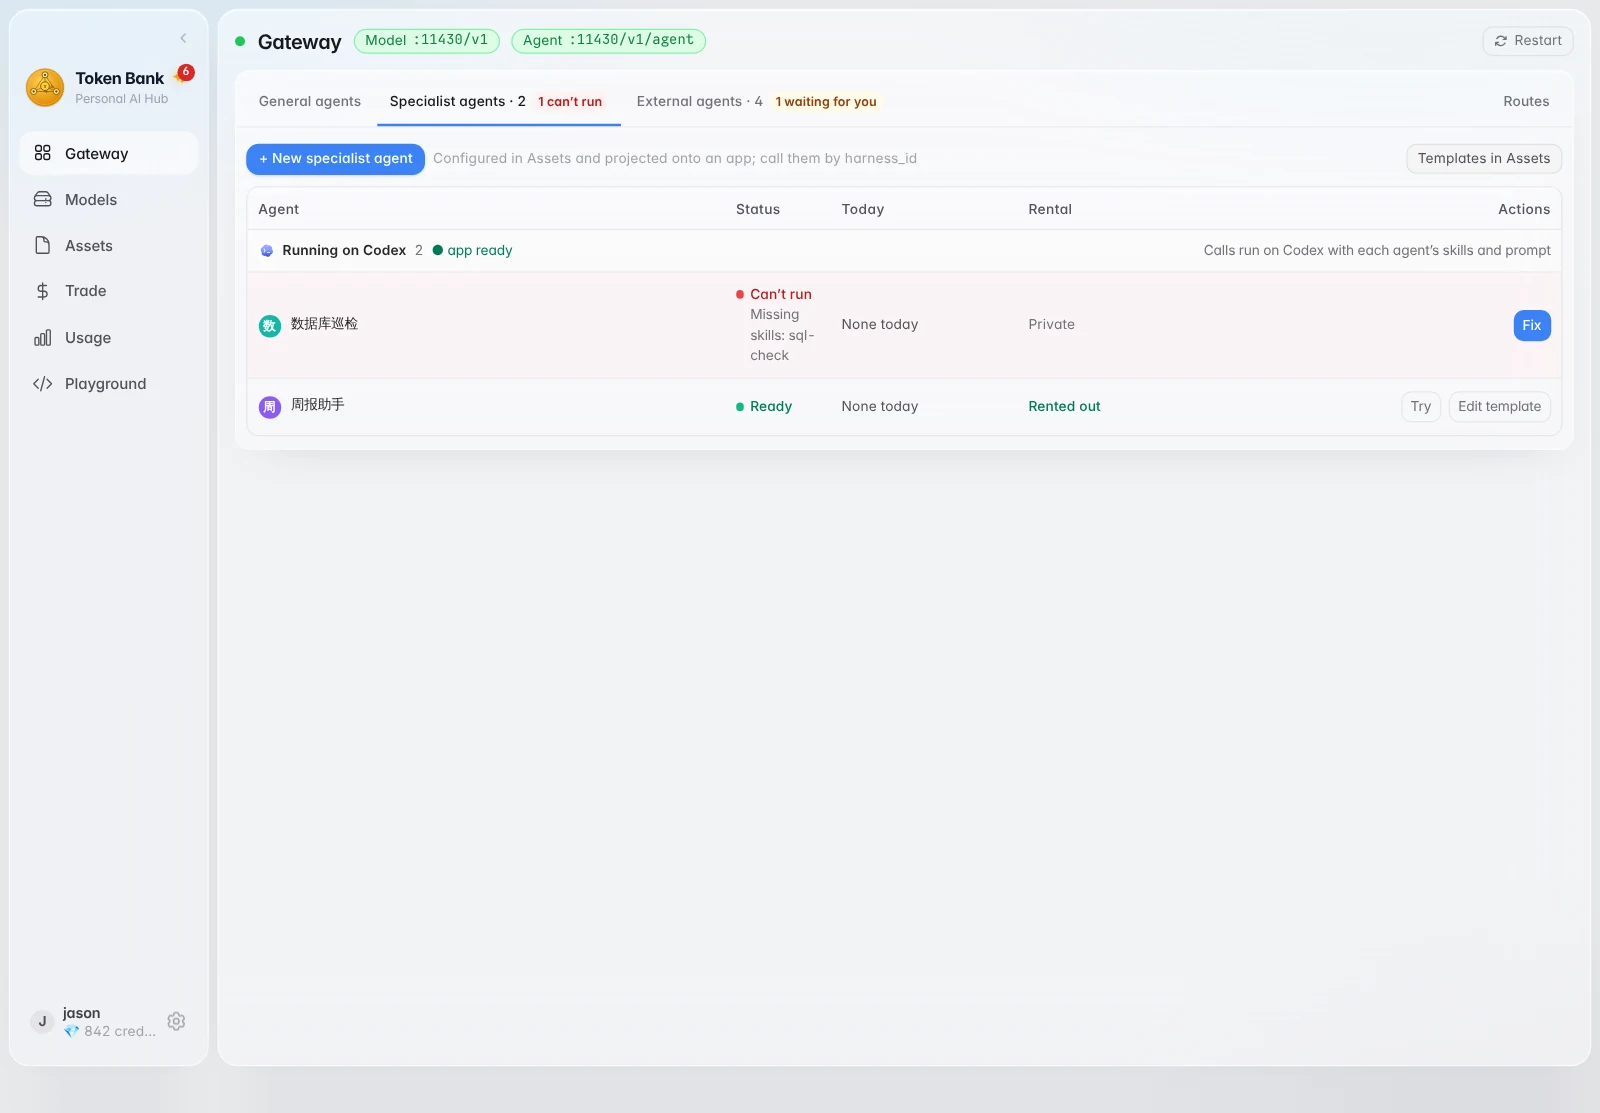 Token Bank
6
Personal AI Hub
Gateway
Models
Assets
Trade
Usage
Playground
J
jason
842 cred...
Gateway
Model :11430/v1
Agent :11430/v1/agent
Restart
General agents
Specialist agents · 2
1 can't run
External agents · 4
1 waiting for you
Routes
+ New specialist agent
Configured in Assets and projected onto an app; call them by harness_id
Templates in Assets
Agent
Status
Today
Rental
Actions
Running on Codex 2
app ready
Calls run on Codex with each agent’s skills and prompt
数
数据库巡检
Can’t run
Missing
skills: sql-
check
None today
Private
Fix
周
周报助手
Ready
None today
Rented out
Try
Edit template